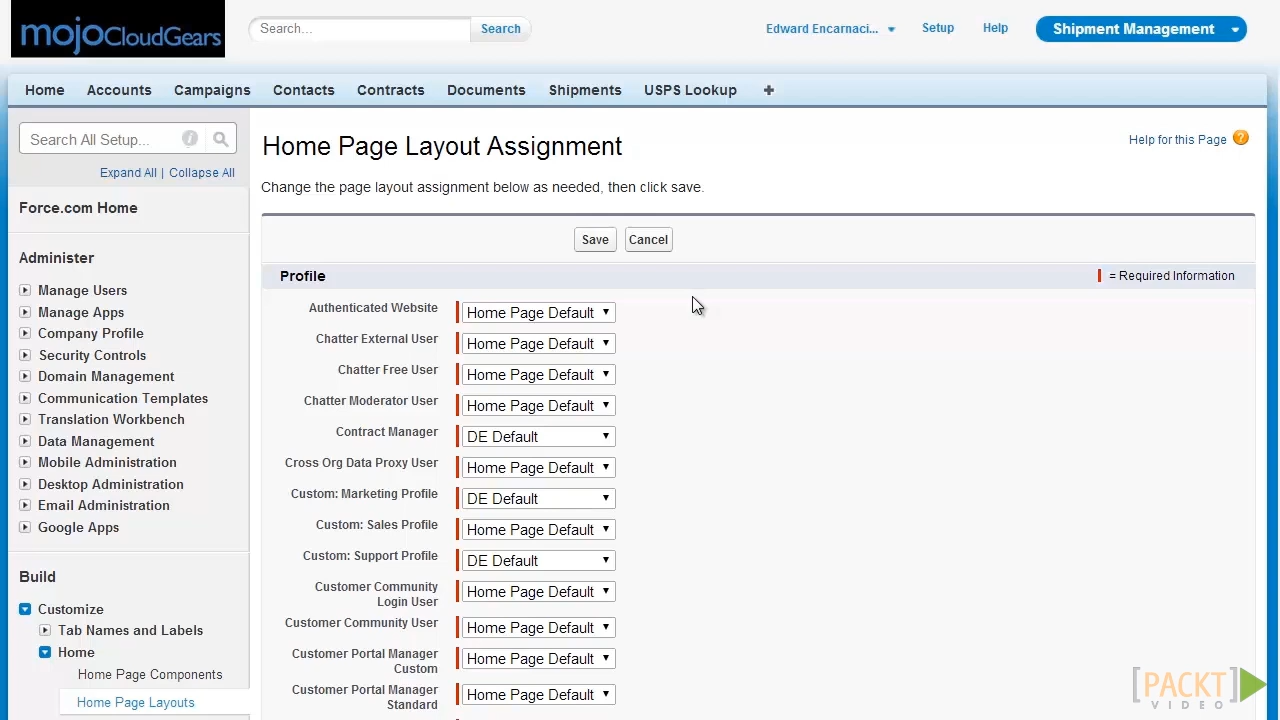 mojoCloudGears
Search...
Search
Edward Encarnaci...
Setup
Help
Shipment Management
Home
Accounts
Campaigns
Contacts
Contracts
Documents
Shipments
USPS Lookup
+
Search All Setup...
i
Expand All | Collapse All
Force.com Home
Administer
Manage Users
Manage Apps
Company Profile
Security Controls
Domain Management
Communication Templates
Translation Workbench
Data Management
Mobile Administration
Desktop Administration
Email Administration
Google Apps
Build
Customize
Tab Names and Labels
Home
Home Page Components
Home Page Layouts
Home Page Layout Assignment
Help for this Page ?
Change the page layout assignment below as needed, then click save.
Save
Cancel
Profile
= Required Information
Authenticated Website
Home Page Default
Chatter External User
Home Page Default
Chatter Free User
Home Page Default
Chatter Moderator User
Home Page Default
Contract Manager
DE Default
Cross Org Data Proxy User
Home Page Default
Custom: Marketing Profile
DE Default
Custom: Sales Profile
Home Page Default
Custom: Support Profile
DE Default
Customer Community
Login User
Home Page Default
Customer Community User
Home Page Default
Customer Portal Manager
Custom
Home Page Default
Customer Portal Manager
Standard
Home Page Default
[PACKT]
VIDEO